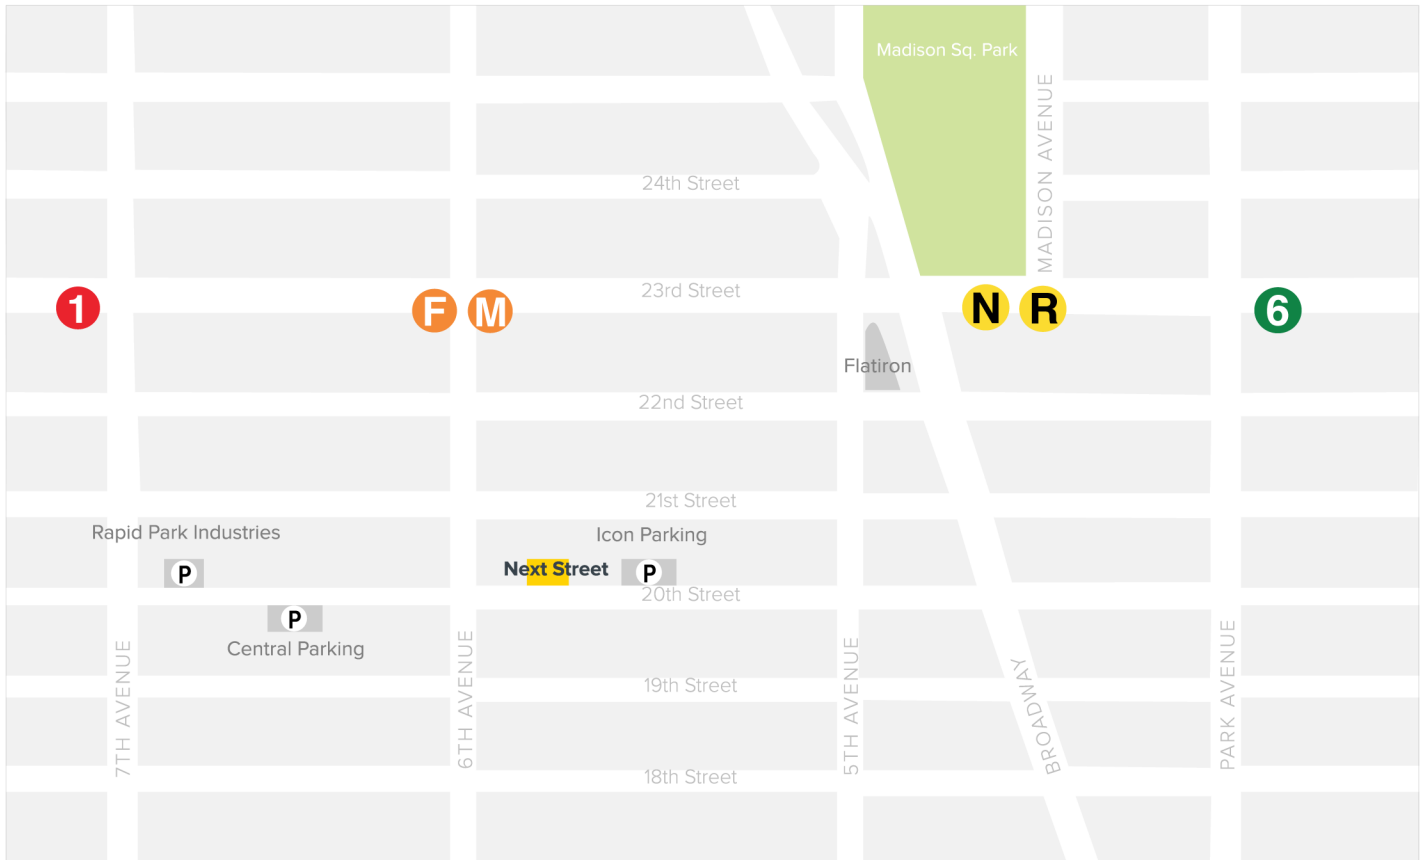 Madison Sq. Park
MADISON AVENUE
24th Street
23rd Street
1
F
M
N
R
6
Flatiron
22nd Street
21st Street
Rapid Park Industries
Icon Parking
P
Next Street
P
20th Street
P
Central Parking
7TH AVENUE
6TH AVENUE
19th Street
5TH AVENUE
BROADWAY
PARK AVENUE
18th Street